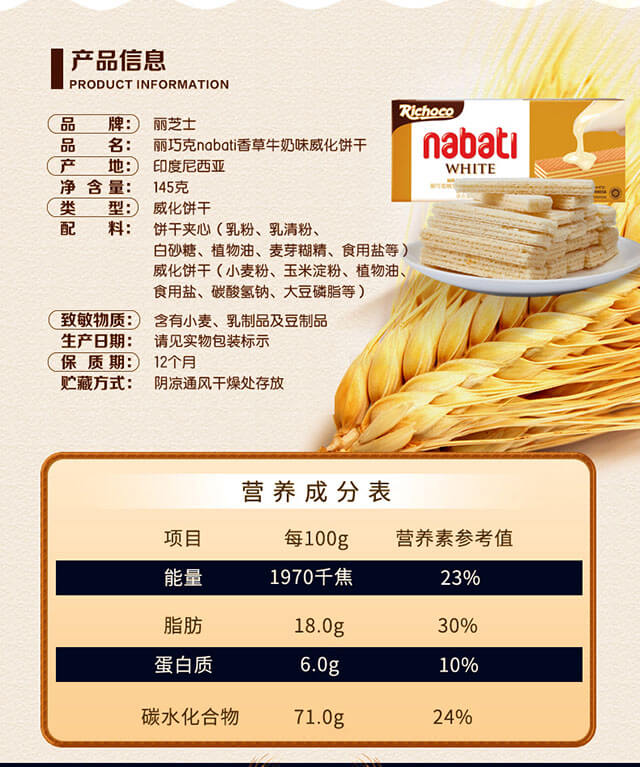 产品信息
PRODUCT INFORMATION
品 牌: 丽芝士
品 名: 丽巧克nabati香草牛奶味威化饼干
产 地: 印度尼西亚
净 含 量: 145克
类 型: 威化饼干
配 料: 饼干夹心（乳粉、乳清粉、
白砂糖、植物油、麦芽糊精、食用盐等）
威化饼干（小麦粉、玉米淀粉、植物油、
食用盐、碳酸氢钠、大豆磷脂等）
致敏物质: 含有小麦、乳制品及豆制品
生产日期: 请见实物包装标示
保 质 期: 12个月
贮藏方式: 阴凉通风干燥处存放
Richoco
nabati
WHITE
营养成分表
项目 每100g 营养素参考值
能量 1970千焦 23%
脂肪 18.0g 30%
蛋白质 6.0g 10%
碳水化合物 71.0g 24%